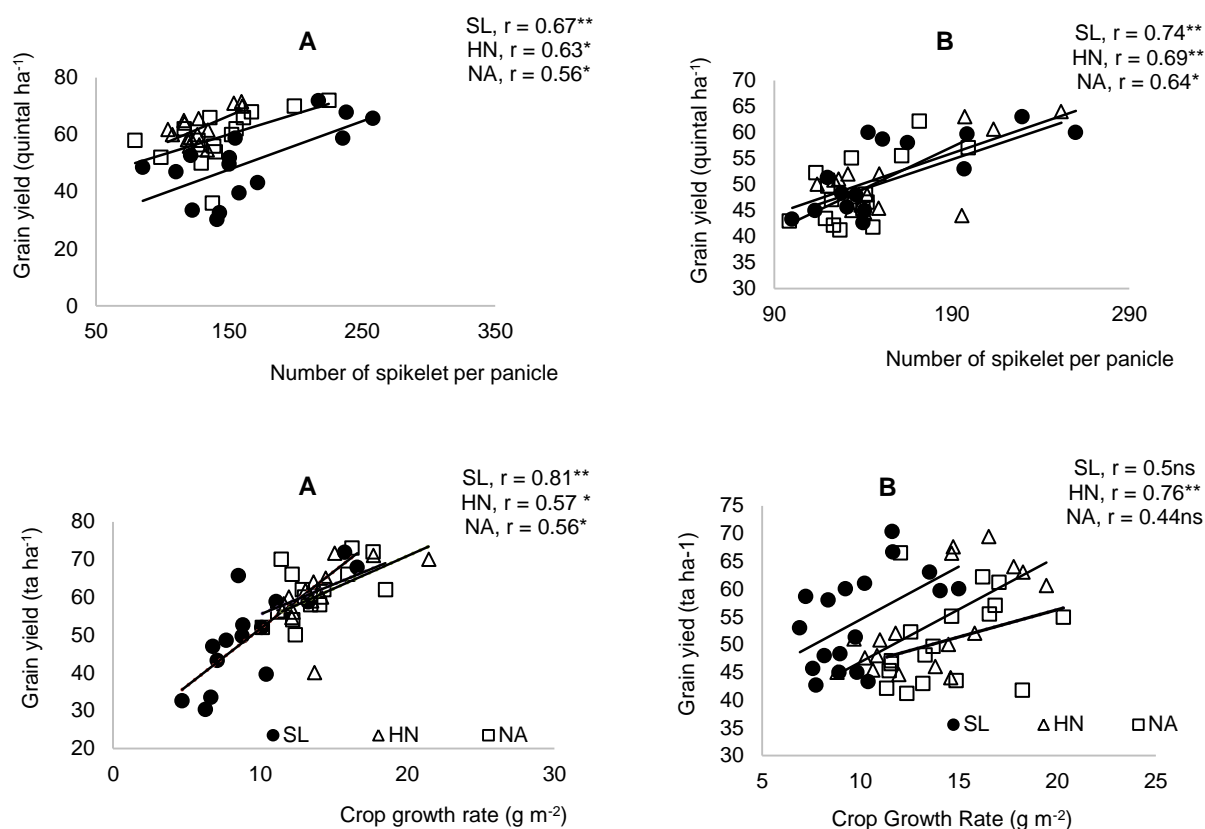 A
SL, r = 0.67**
HN, r = 0.63*
NA, r = 0.56*
Grain yield (quintal ha⁻¹)
80
60
40
20
0
50 150 250 350
Number of spikelet per panicle
B
SL, r = 0.74**
HN, r = 0.69**
NA, r = 0.64*
Grain yield (quintal ha⁻¹)
70
65
60
55
50
45
40
35
30
90 190 290
Number of spikelet per panicle
A
SL, r = 0.81**
HN, r = 0.57 *
NA, r = 0.56*
Grain yield (ta ha⁻¹)
80
70
60
50
40
30
20
SL HN NA
0 10 20 30
Crop growth rate (g m⁻²)
B
SL, r = 0.5ns
HN, r = 0.76**
NA, r = 0.44ns
Grain yied (ta ha-1)
75
70
65
60
55
50
45
40
35
30
SL HN NA
5 10 15 20 25
Crop Growth Rate (g m⁻²)